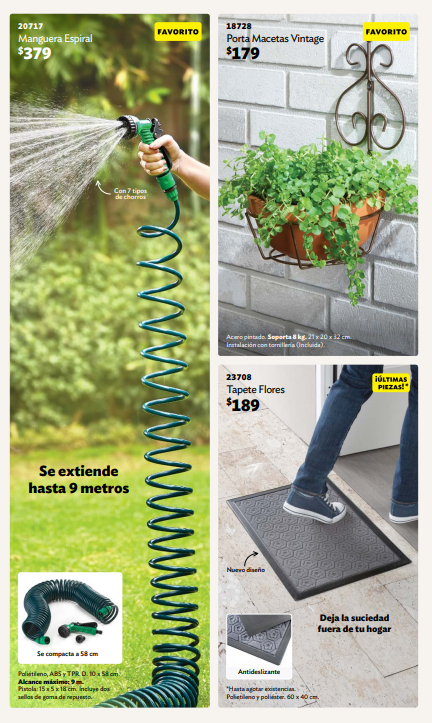 20717
Manguera Espiral
$379
FAVORITO
Con 7 tipos
de chorros
Se extiende
hasta 9 metros
Se compacta a 58 cm
Polietileno, ABS y TPR. D. 10 x 58 cm.
Alcance máximo: 9 m.
Pistola: 15 x 5 x 18 cm. Incluye dos
sellos de goma de repuesto.
18728
Porta Macetas Vintage
$179
FAVORITO
Acero pintado. Soporta 8 kg. 21 x 20 x 32 cm.
Instalación con tornillería (Incluida).
23708
Tapete Flores
$189
¡ÚLTIMAS
PIEZAS!*
Nuevo diseño
Deja la suciedad
fuera de tu hogar
Antideslizante
*Hasta agotar existencias.
Polietileno y poliéster. 60 x 40 cm.